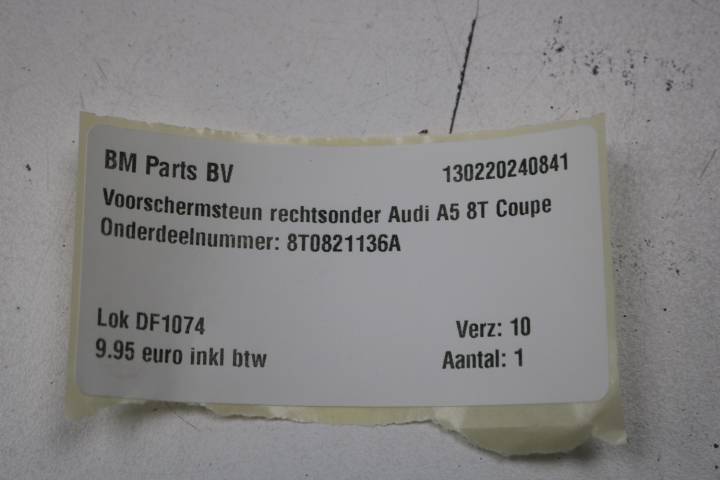 BM Parts BV 130220240841
Voorschermsteun rechtsonder Audi A5 8T Coupe
Onderdeelnummer: 8T0821136A
Lok DF1074 Verz: 10
9.95 euro inkl btw Aantal: 1